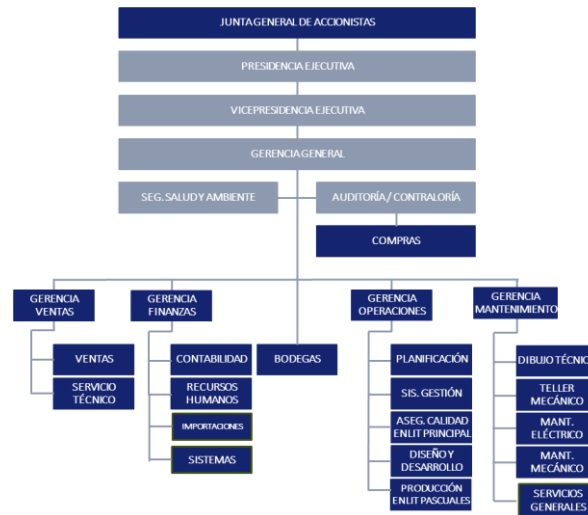 JUNTA GENERAL DE ACCIONISTAS
PRESIDENCIA EJECUTIVA
VICEPRESIDENCIA EJECUTIVA
GERENCIA GENERAL
SEG. SALUD Y AMBIENTE
AUDITORÍA / CONTRALORÍA
COMPRAS
GERENCIA
VENTAS
GERENCIA
FINANZAS
GERENCIA
OPERACIONES
GERENCIA
MANTENIMIENTO
VENTAS
SERVICIO
TÉCNICO
CONTABILIDAD
RECURSOS
HUMANOS
IMPORTACIONES
SISTEMAS
BODEGAS
PLANIFICACIÓN
SIS. GESTIÓN
ASEG. CALIDAD
ENLIT PRINCIPAL
DISEÑO Y
DESARROLLO
PRODUCCIÓN
ENLIT PASCUALES
DIBUJO TÉCNIC
TELLER
MECÁNICO
MANT.
ELÉCTRICO
MANT.
MECÁNICO
SERVICIOS
GENERALES